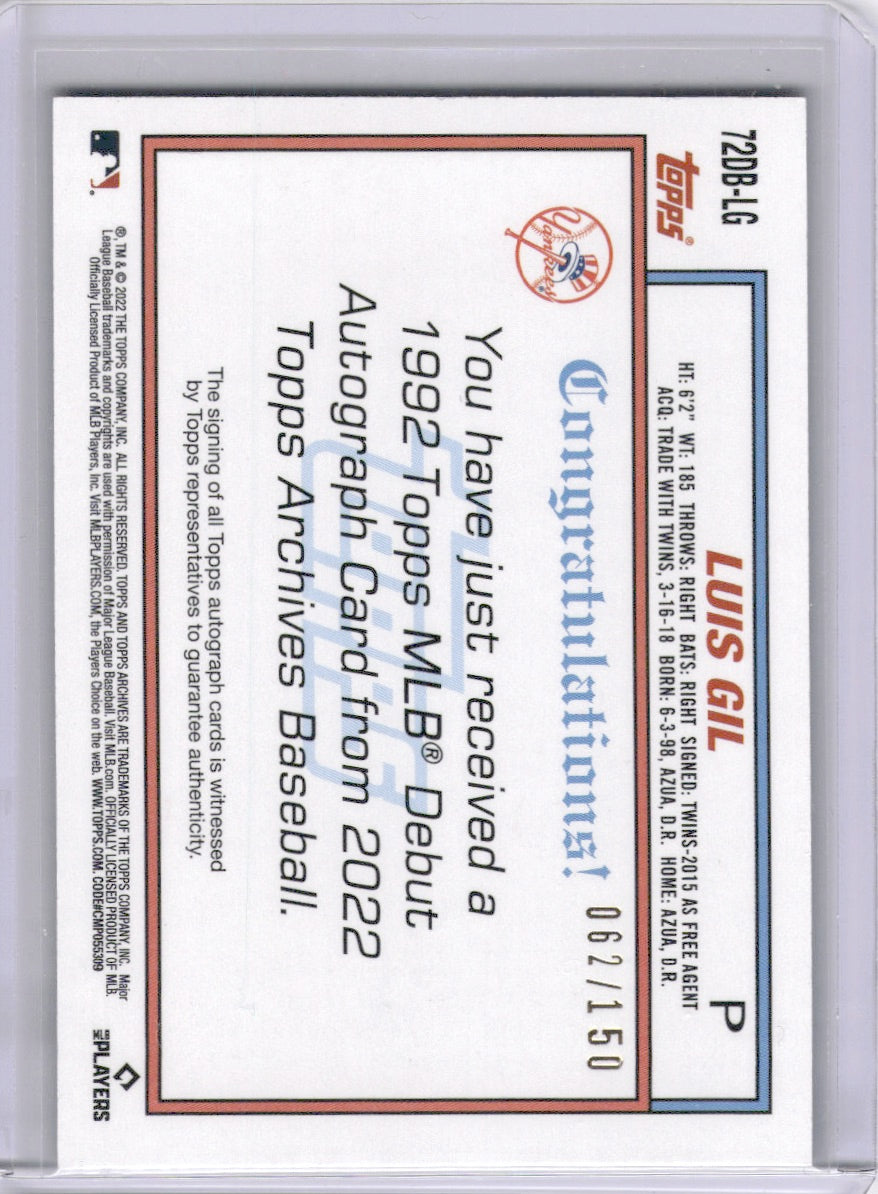 72DB-LG
LUIS GIL
P
topps®
HT: 6'2" WT: 185 THROWS: RIGHT BATS: RIGHT SIGNED: TWINS-2015 AS FREE AGENT
ACQ: TRADE WITH TWINS, 3-16-18 BORN: 6-3-98, AZUA, D.R. HOME: AZUA, D.R.
Yankees
Congratulations!
062/150
You have just received a
1992 Topps MLB® Debut
Autograph Card from 2022
Topps Archives Baseball.
The signing of all Topps autograph cards is witnessed
by Topps representatives to guarantee authenticity.
®, TM & © 2022 THE TOPPS COMPANY, INC. ALL RIGHTS RESERVED. TOPPS AND TOPPS ARCHIVES ARE TRADEMARKS OF THE TOPPS COMPANY, INC. Major
League Baseball trademarks and copyrights are used with permission of Major League Baseball. Visit MLB.com. OFFICIALLY LICENSED PRODUCT OF MLB
Officially Licensed Product of MLB Players, Inc. Visit MLBPLAYERS.COM, the Players Choice on the web. WWW.TOPPS.COM. CODE#CMP055309
MLB PLAYERS